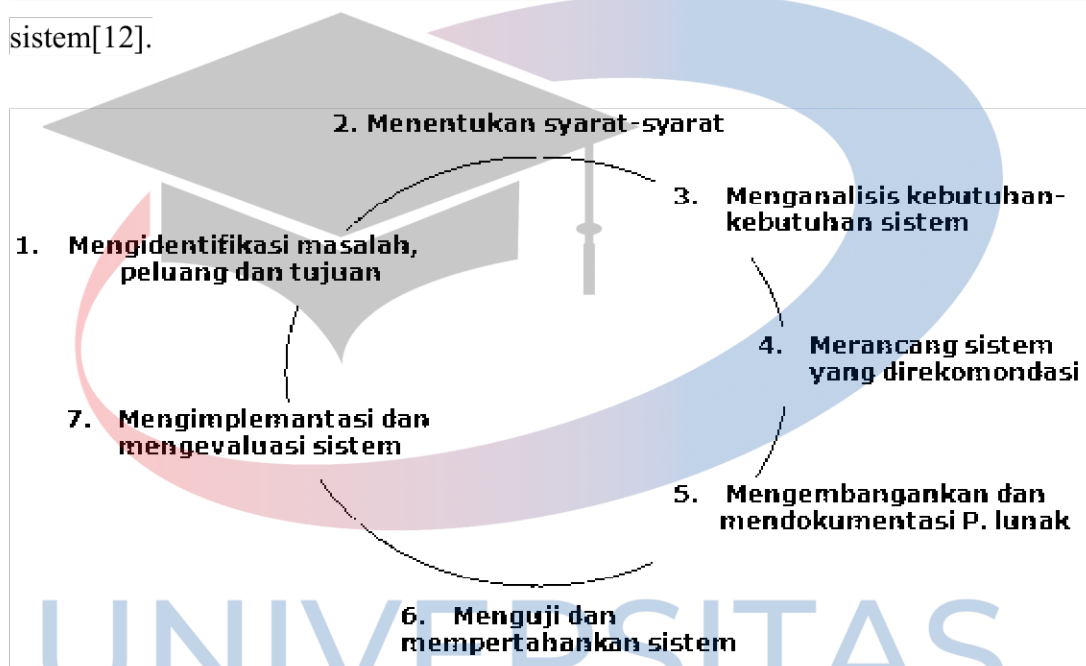 sistem[12].
2. Menentukan syarat-syarat
3. Menganalisis kebutuhan-
kebutuhan sistem
1. Mengidentifikasi masalah,
peluang dan tujuan
4. Merancang sistem
yang direkomondasi
7. Mengimplemantasi dan
mengevaluasi sistem
5. Mengembangankan dan
mendokumentasi P. lunak
6. Menguji dan
mempertahankan sistem
UNIVERSITAS